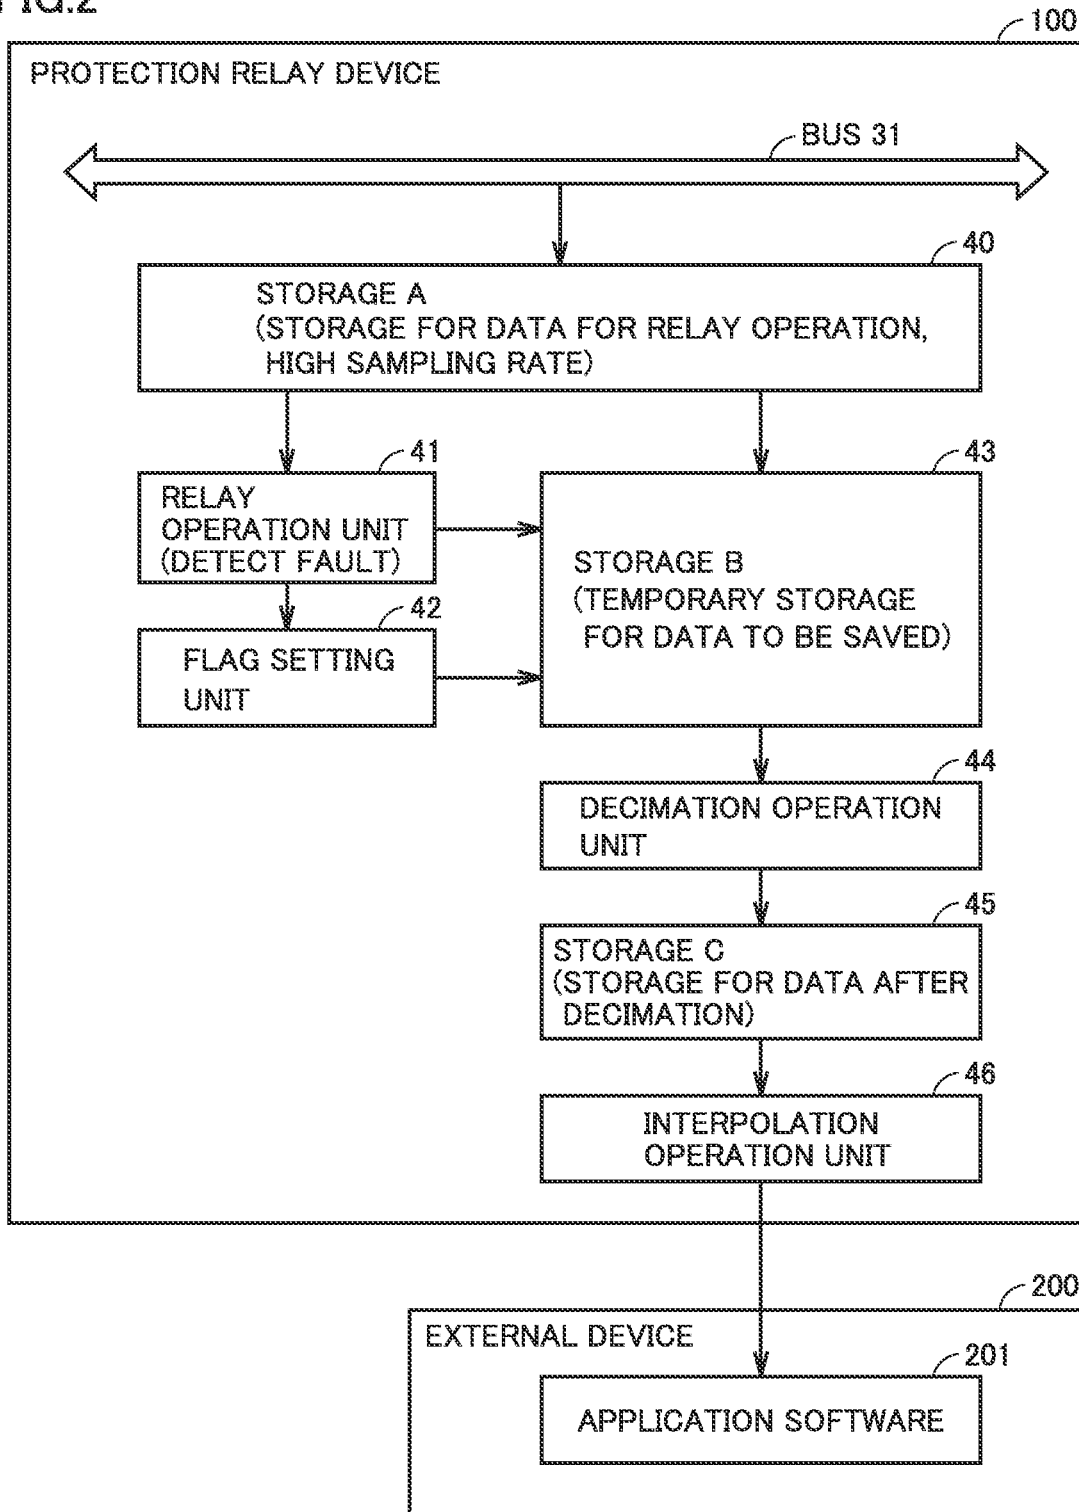 FIG.2
100
PROTECTION RELAY DEVICE
BUS 31
40
STORAGE A
(STORAGE FOR DATA FOR RELAY OPERATION,
HIGH SAMPLING RATE)
41
RELAY
OPERATION UNIT
(DETECT FAULT)
42
FLAG SETTING
UNIT
43
STORAGE B
(TEMPORARY STORAGE
FOR DATA TO BE SAVED)
44
DECIMATION OPERATION
UNIT
45
STORAGE C
(STORAGE FOR DATA AFTER
DECIMATION)
46
INTERPOLATION
OPERATION UNIT
200
EXTERNAL DEVICE
201
APPLICATION SOFTWARE